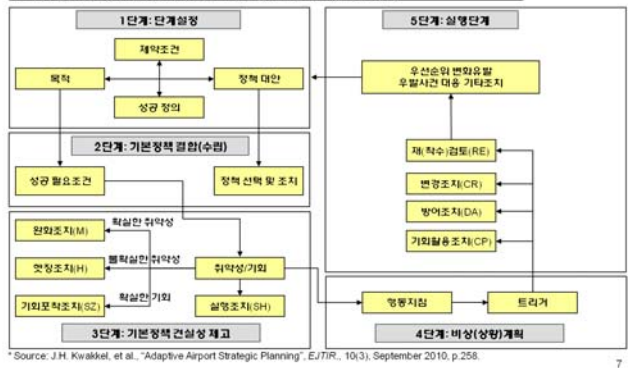 1단계: 단계설정
제약조건
목적
정책 대안
성공 정의
2단계: 기본정책 결합(수립)
성공 필요조건
정책 선택 및 조치
완화조치(M)
확실한 취약성
헷징조치(H)
불확실한 취약성
취약성/기회
기회포착조치(SZ)
확실한 기회
실행조치(SH)
3단계: 기본정책 건실성 제고
5단계: 실행단계
우선순위 변화유발
우발사건 대응 기타조치
재(착수)검토(RE)
변경조치(CR)
방어조치(DA)
기회활용조치(CP)
행동지침
트리거
4단계: 비상(상황)계획
* Source: J.H. Kwakkel, et al., "Adaptive Airport Strategic Planning", EJTIR., 10(3), September 2010, p.258.
7